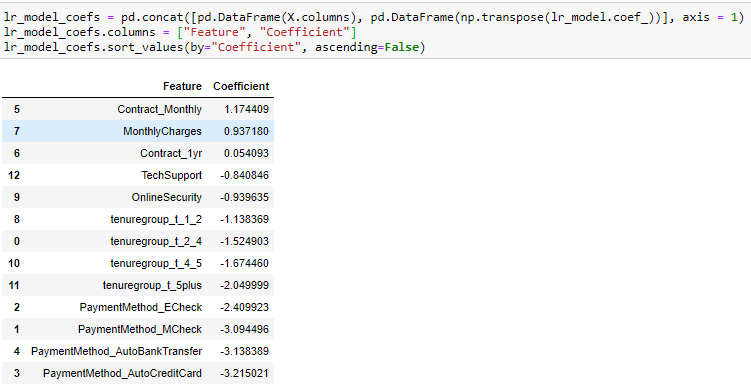 lr_model_coefs = pd.concat([pd.DataFrame(X.columns), pd.DataFrame(np.transpose(lr_model.coef_))], axis = 1)
lr_model_coefs.columns = ["Feature", "Coefficient"]
lr_model_coefs.sort_values(by="Coefficient", ascending=False)
Feature Coefficient
5 Contract_Monthly 1.174409
7 MonthlyCharges 0.937180
6 Contract_1yr 0.054093
12 TechSupport -0.840846
9 OnlineSecurity -0.939635
8 tenuregroup_t_1_2 -1.138369
0 tenuregroup_t_2_4 -1.524903
10 tenuregroup_t_4_5 -1.674460
11 tenuregroup_t_5plus -2.049999
2 PaymentMethod_ECheck -2.409923
1 PaymentMethod_MCheck -3.094496
4 PaymentMethod_AutoBankTransfer -3.138389
3 PaymentMethod_AutoCreditCard -3.215021